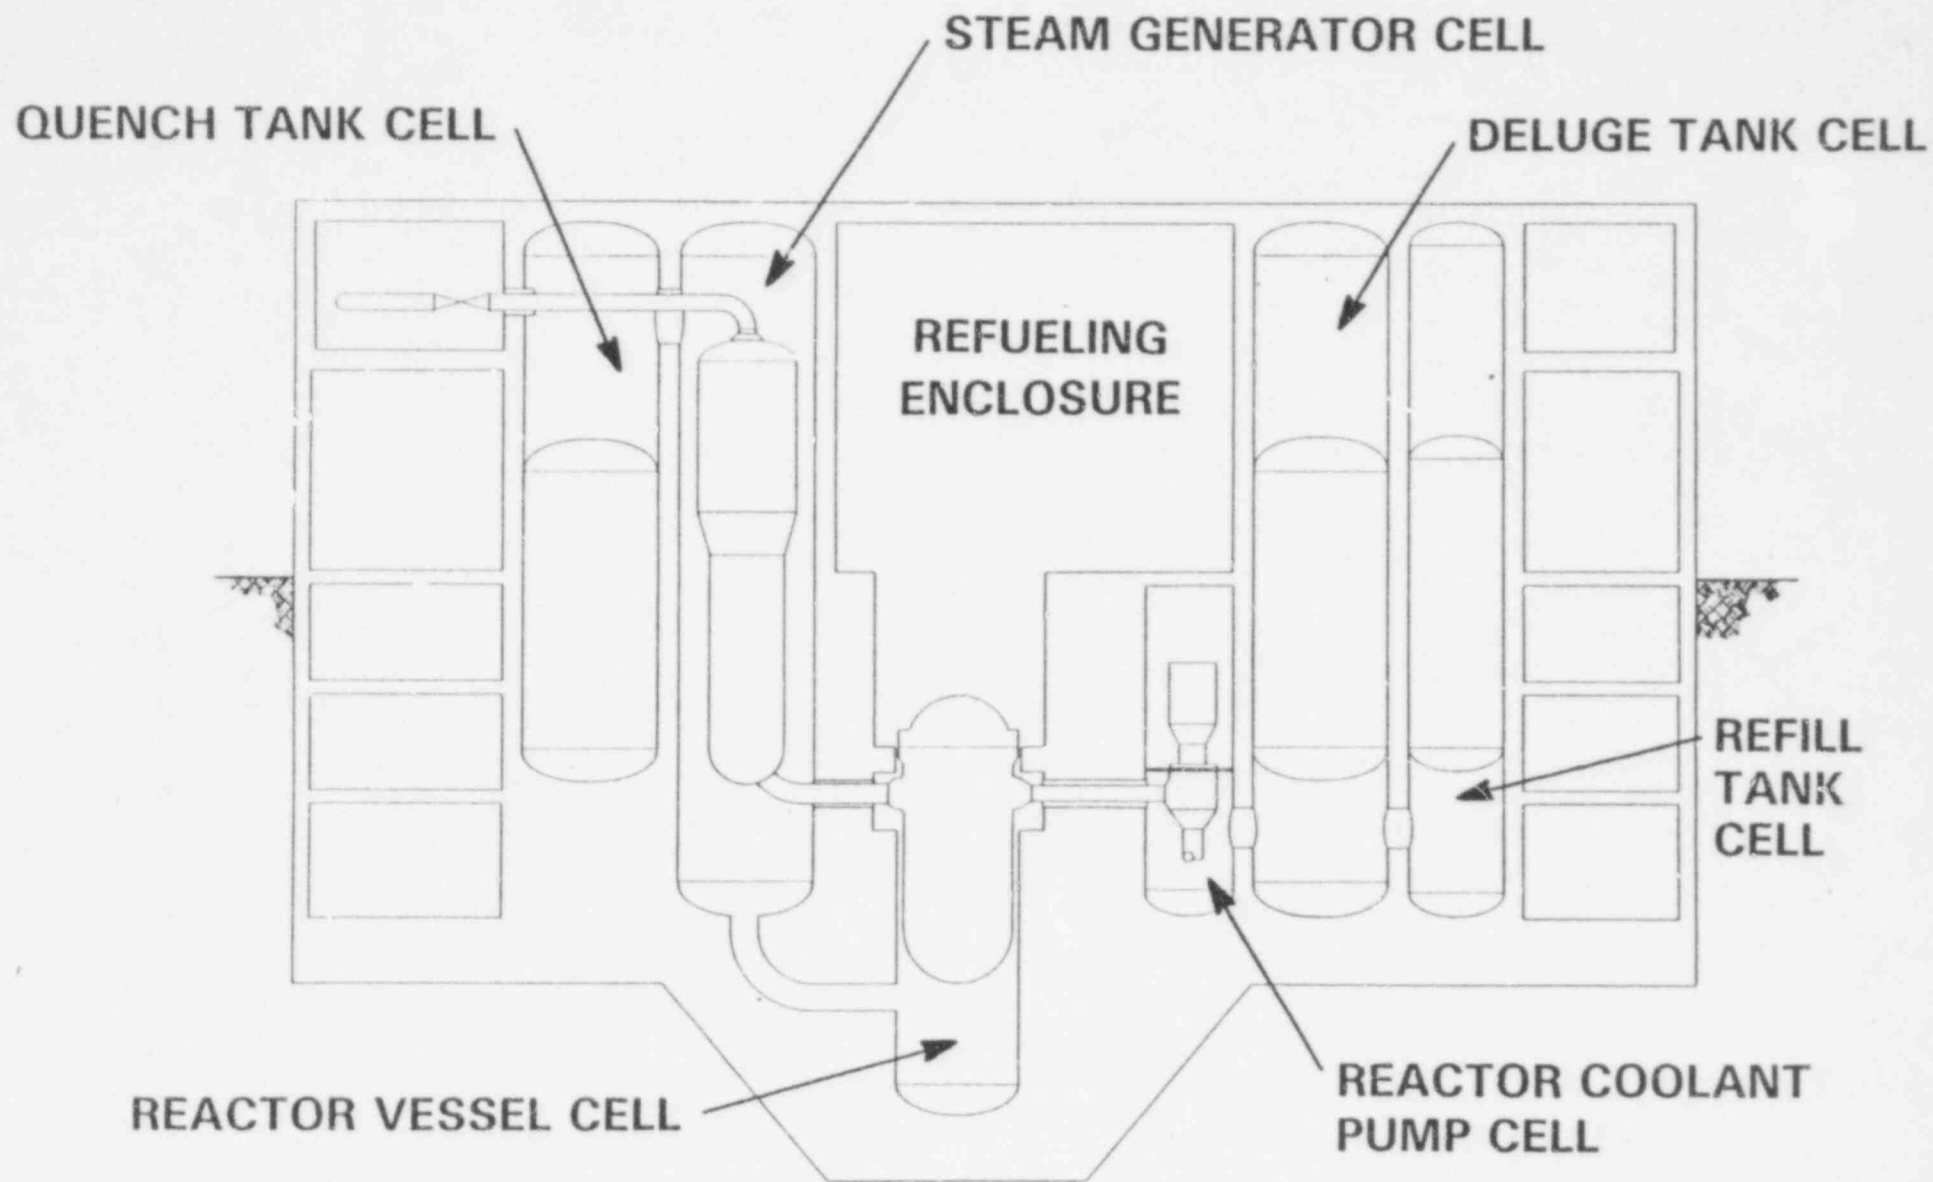 STEAM GENERATOR CELL
QUENCH TANK CELL
DELUGE TANK CELL
REFUELING
ENCLOSURE
REFILL
TANK
CELL
REACTOR VESSEL CELL
REACTOR COOLANT
PUMP CELL